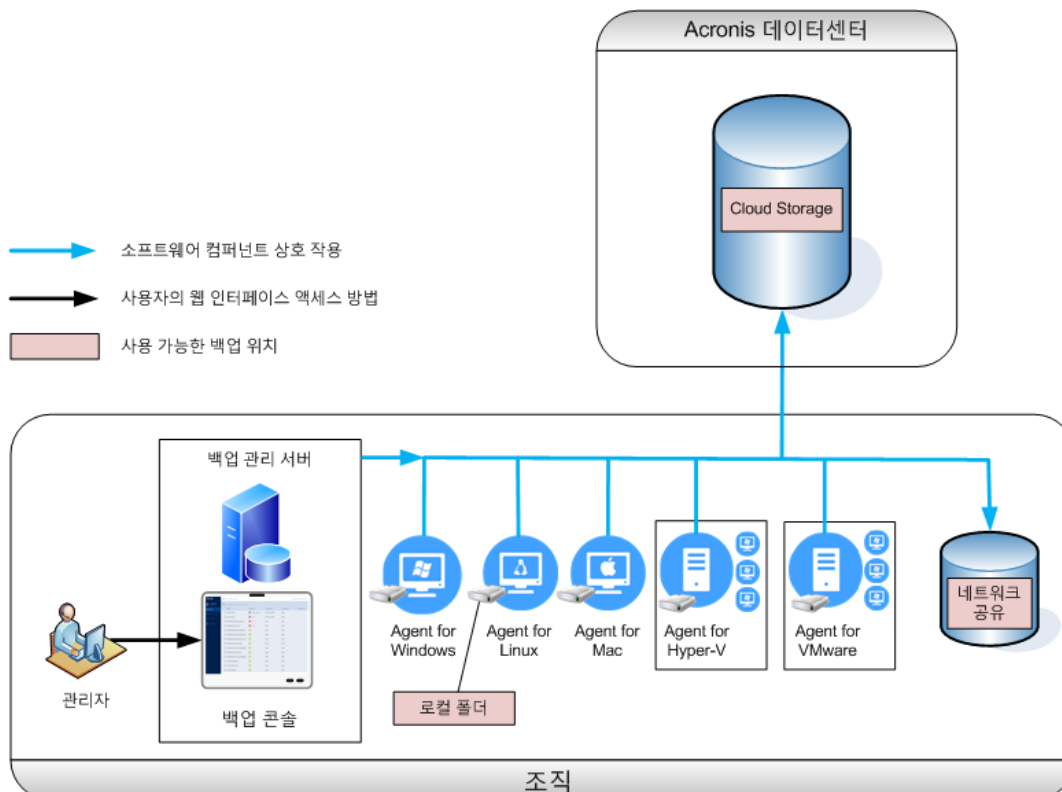 Acronis 데이터센터
Cloud Storage
소프트웨어 컴퍼넌트 상호 작용
사용자의 웹 인터페이스 액세스 방법
사용 가능한 백업 위치
백업 관리 서버
네트워크
공유
Agent for
Windows
Agent for
Linux
Agent for
Mac
Agent for
Hyper-V
Agent for
VMware
관리자
백업 콘솔
로컬 폴더
조직